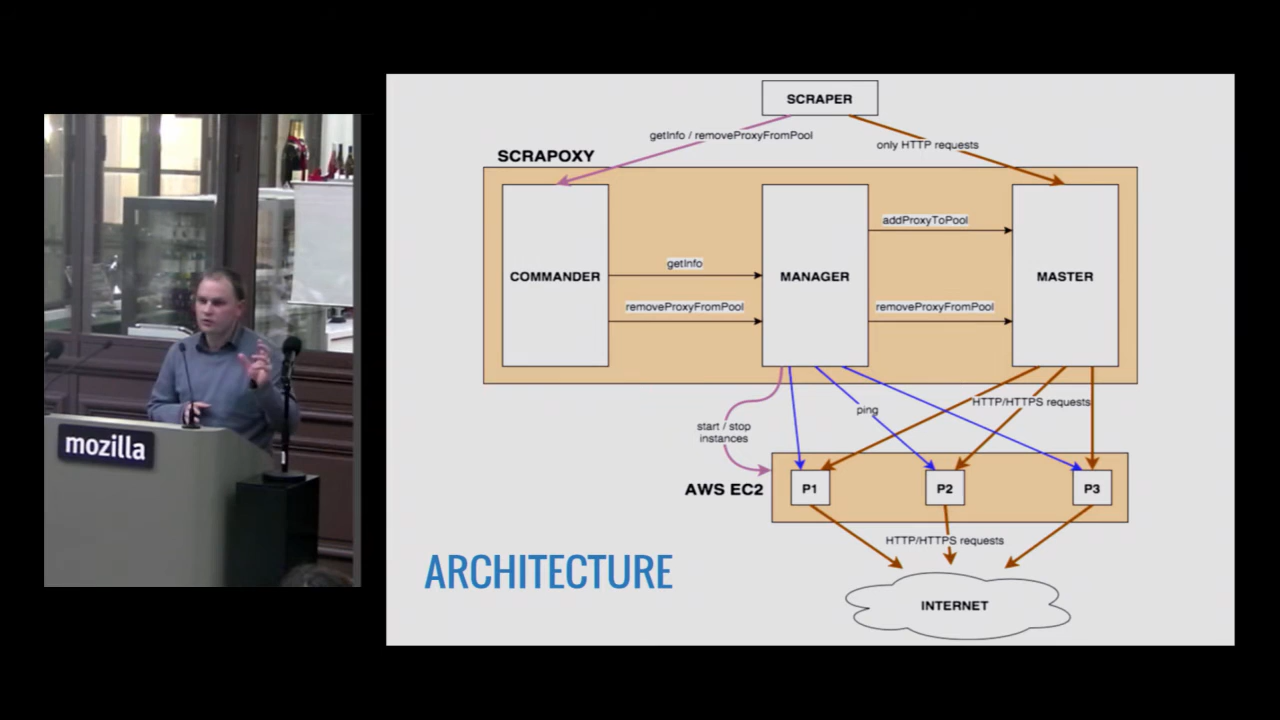 mozilla
SCRAPER
getInfo / removeProxyFromPool
only HTTP requests
SCRAPOXY
COMMANDER
getInfo
removeProxyFromPool
MANAGER
addProxyToPool
removeProxyFromPool
MASTER
start / stop
instances
ping
HTTP/HTTPS requests
AWS EC2
P1
P2
P3
HTTP/HTTPS requests
ARCHITECTURE
INTERNET